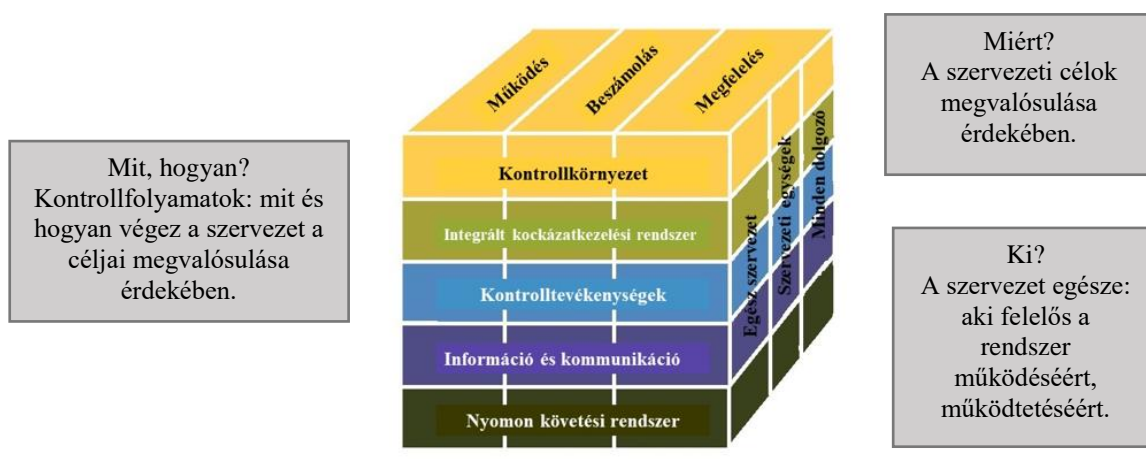 Mit, hogyan?
Kontrollfolyamatok: mit és
hogyan végez a szervezet a
céljai megvalósulása
érdekében.
Működés
Beszámolás
Megfelelés
Kontrollkörnyezet
Integrált kockázatkezelési rendszer
Kontrolltevékenységek
Információ és kommunikáció
Nyomon követési rendszer
Egész szervezet
Szervezeti egységek
Minden dolgozó
Miért?
A szervezeti célok
megvalósulása
érdekében.
Ki?
A szervezet egésze:
aki felelős a
rendszer
működéséért,
működtetéséért.